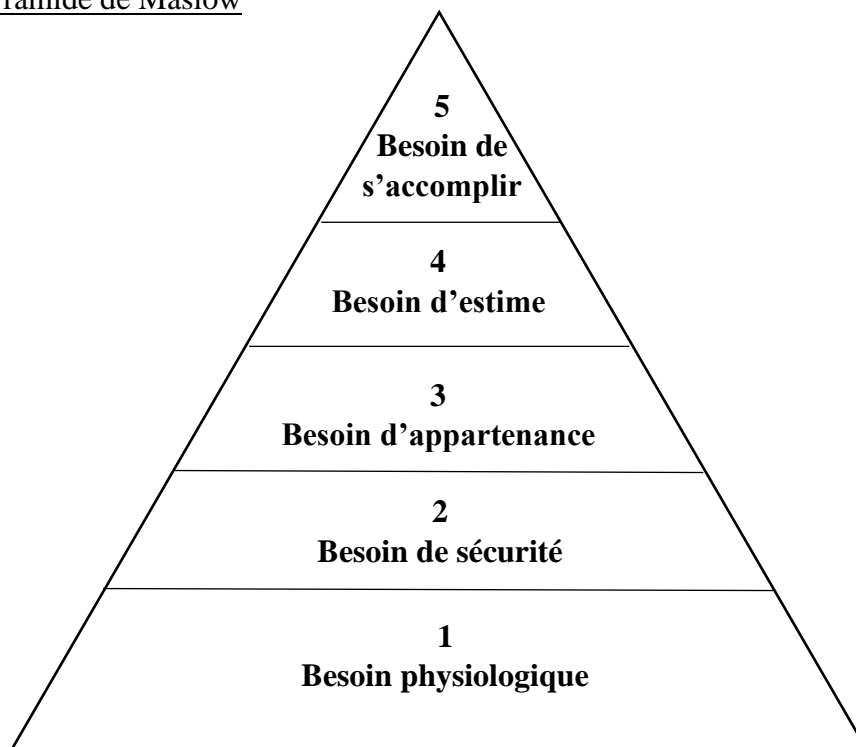 de Maslow
5
Besoin de
s’accomplir
4
Besoin d’estime
3
Besoin d’appartenance
2
Besoin de sécurité
1
Besoin physiologique